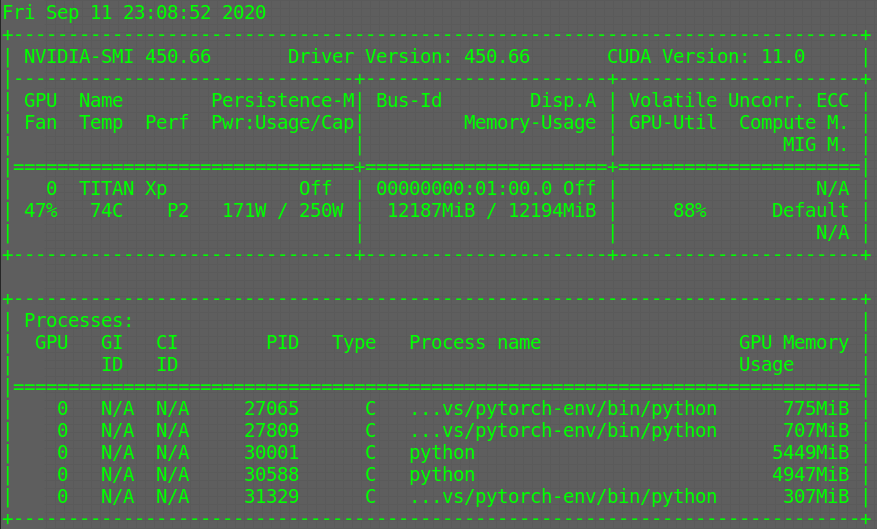 Fri Sep 11 23:08:52 2020
+-----------------------------------------------------------------------------+
| NVIDIA-SMI 450.66       Driver Version: 450.66       CUDA Version: 11.0     |
|-------------------------------+----------------------+----------------------+
| GPU  Name        Persistence-M| Bus-Id        Disp.A | Volatile Uncorr. ECC |
| Fan  Temp  Perf  Pwr:Usage/Cap|         Memory-Usage | GPU-Util  Compute M. |
|                               |                      |               MIG M. |
|===============================+======================+======================|
|   0  TITAN Xp            Off  | 00000000:01:00.0 Off |                  N/A |
| 47%   74C    P2   171W / 250W |  12187MiB / 12194MiB |     88%      Default |
|                               |                      |                  N/A |
+-------------------------------+----------------------+----------------------+
+-----------------------------------------------------------------------------+
| Processes:                                                                  |
|  GPU   GI   CI        PID   Type   Process name                  GPU Memory |
|        ID   ID                                                   Usage      |
|=============================================================================|
|    0   N/A  N/A     27065      C   ...vs/pytorch-env/bin/python      775MiB |
|    0   N/A  N/A     27809      C   ...vs/pytorch-env/bin/python      707MiB |
|    0   N/A  N/A     30001      C   python                           5449MiB |
|    0   N/A  N/A     30588      C   python                           4947MiB |
|    0   N/A  N/A     31329      C   ...vs/pytorch-env/bin/python      307MiB |
+-----------------------------------------------------------------------------+